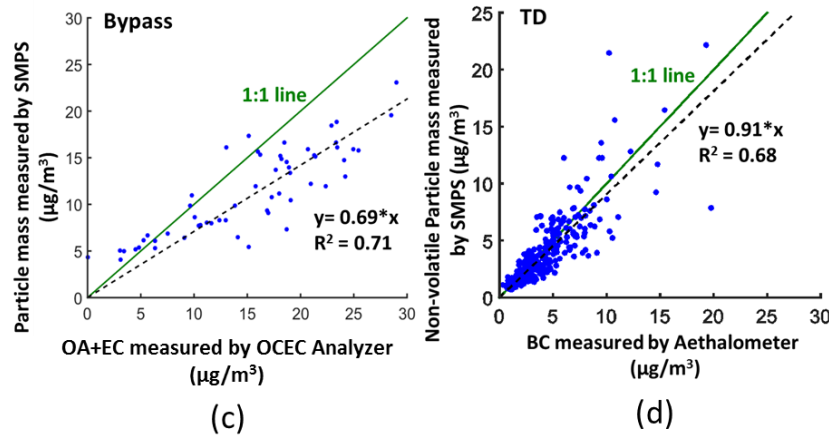 Bypass
30
25
20
15
10
5
0
Particle mass measured by SMPS
(µg/m³)
1:1 line
y= 0.69*x
R² = 0.71
0 5 10 15 20 25 30
OA+EC measured by OCEC Analyzer
(µg/m³)
(c)
TD
25
20
15
10
5
0
Non-volatile Particle mass measured
by SMPS (µg/m³)
1:1 line
y= 0.91*x
R² = 0.68
0 5 10 15 20 25 30
BC measured by Aethalometer
(µg/m³)
(d)